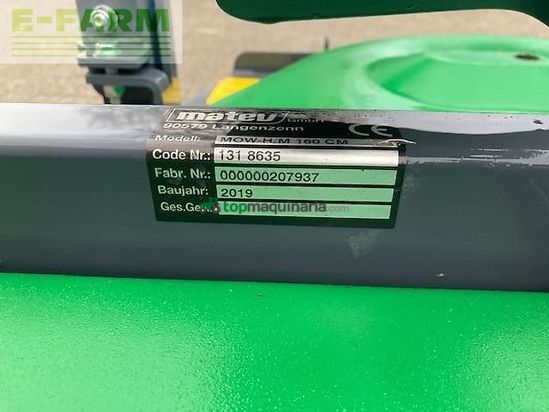 E-FARM
matev GmbH
90579 Langenzenn
Modell: MOW-H.M 160 CM
Code Nr.: 131 8635
Fabr. Nr. 000000207937
Baujahr: 2019
Ges.Gew.
topmaquinaria.com